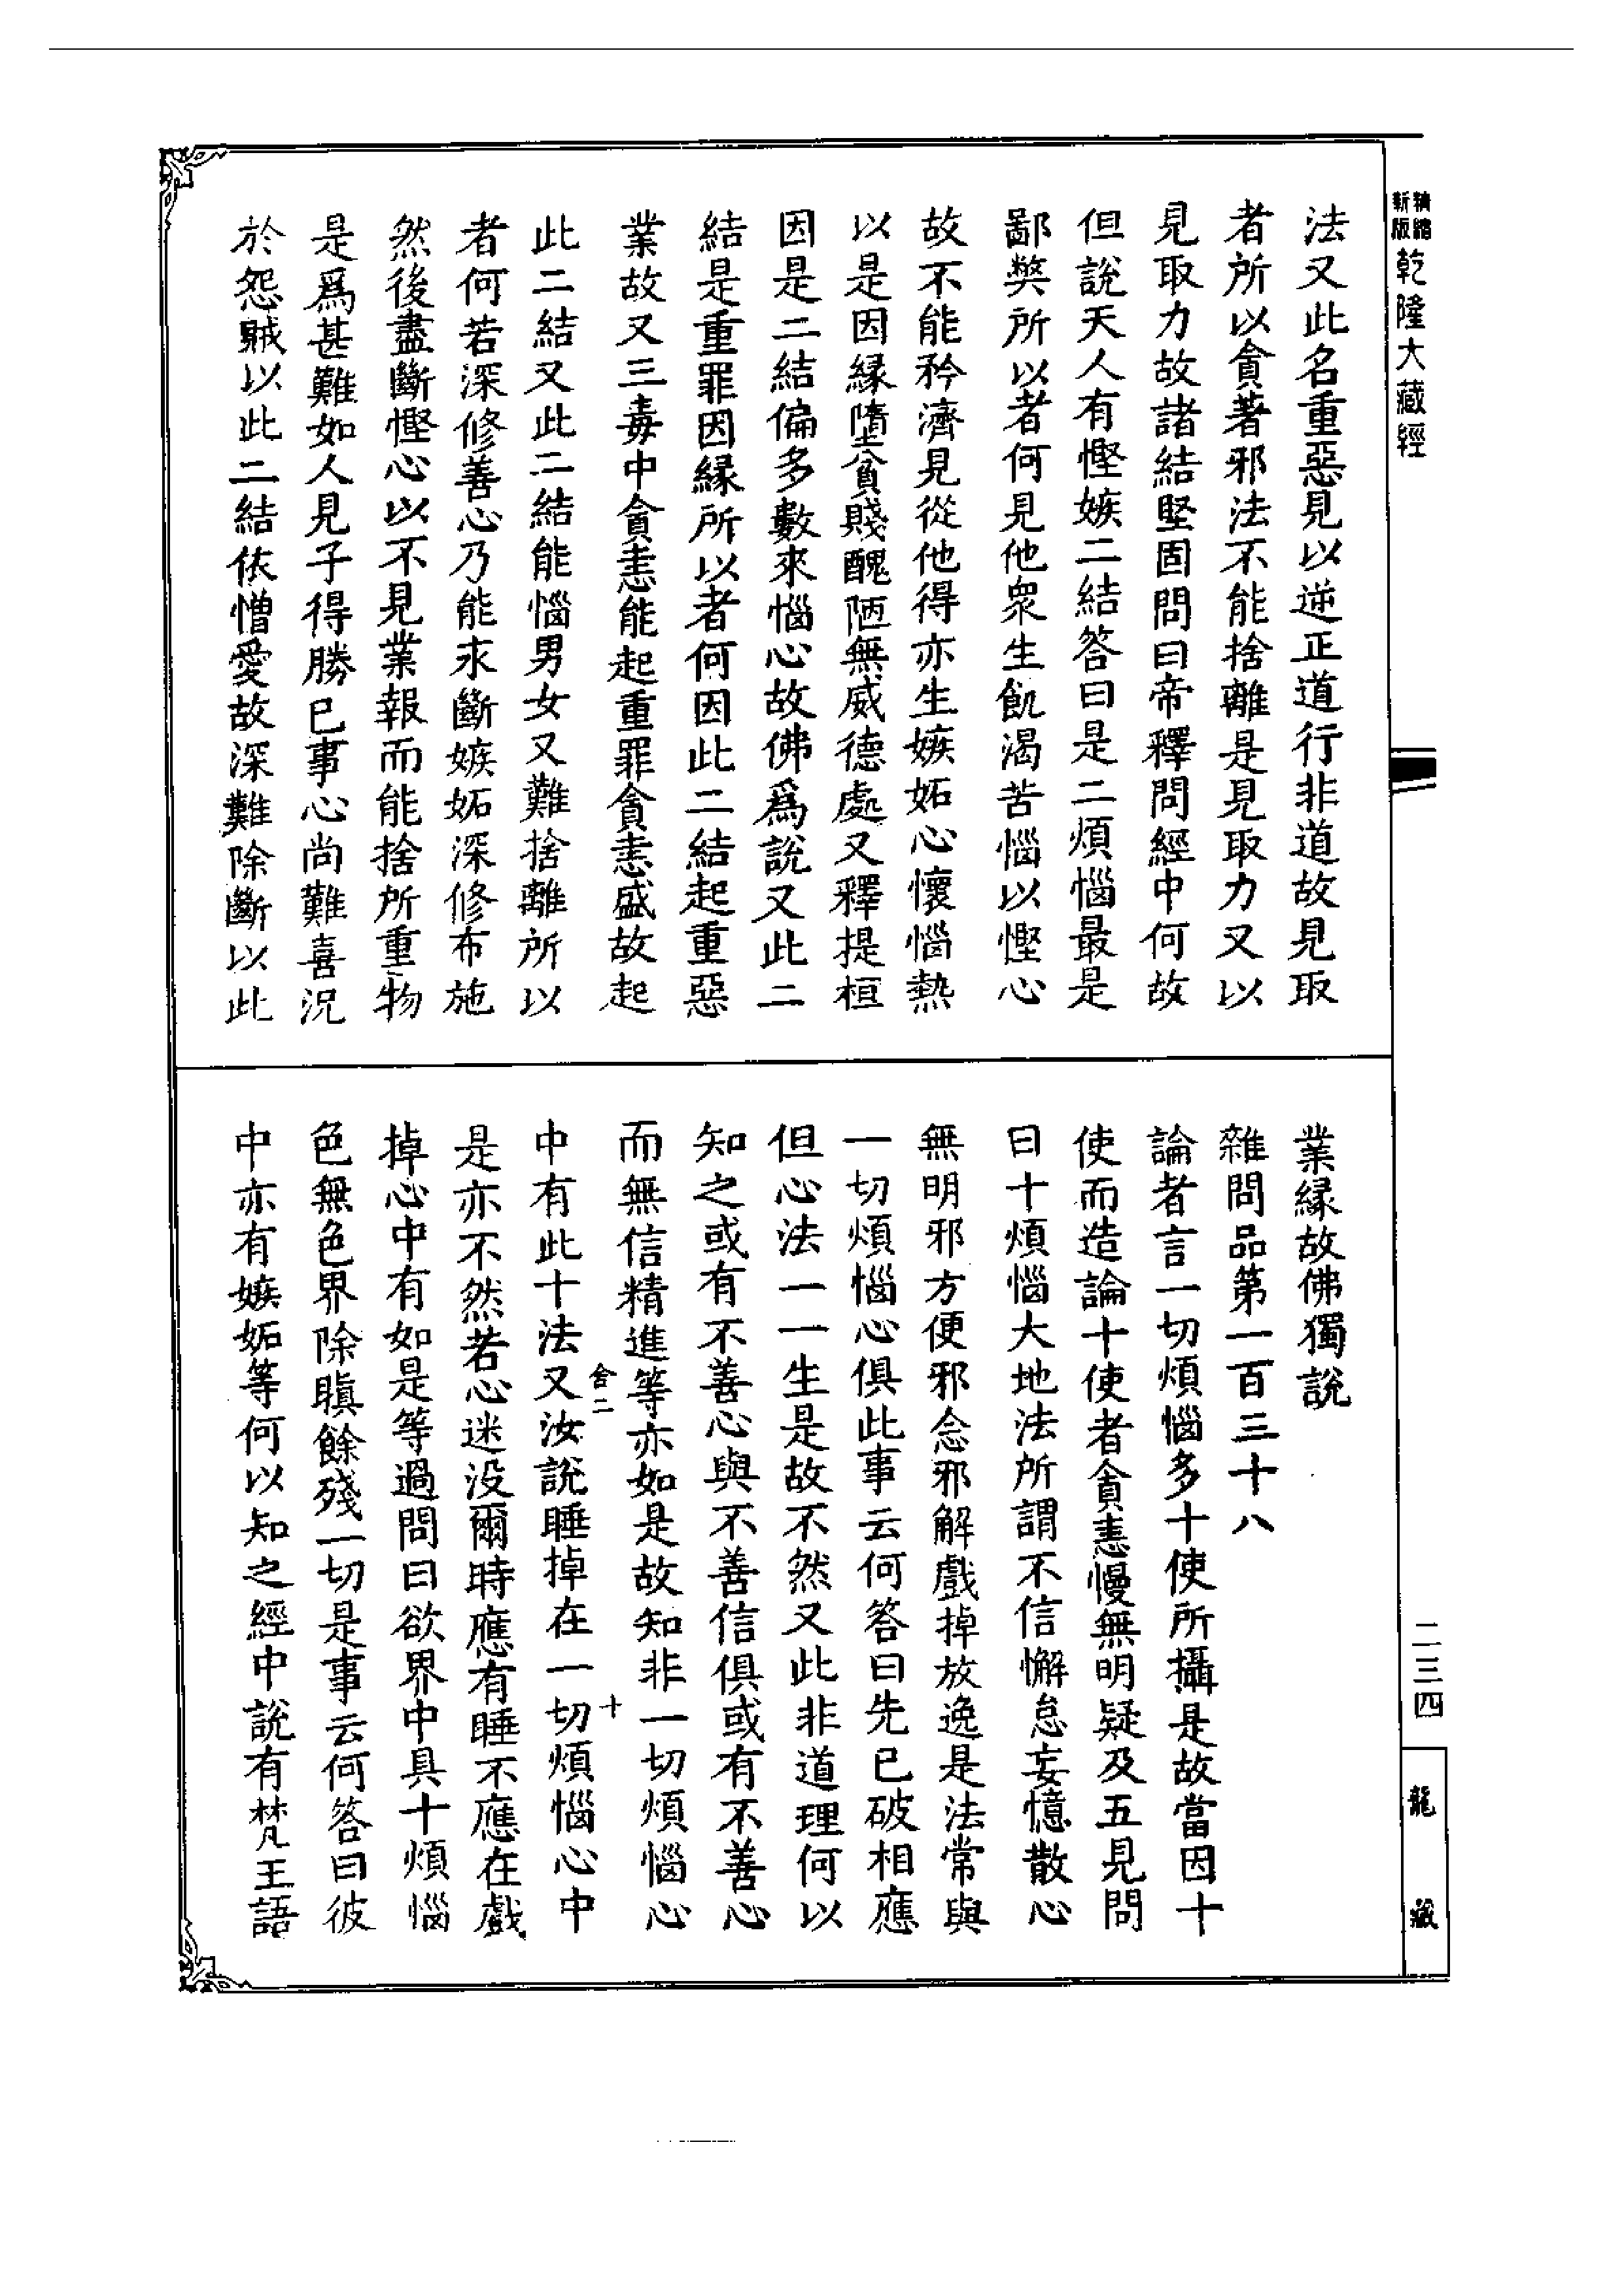 新版精縮
乾隆大藏經
法又此名重惡見以逆正道行非道故見取
者所以貪著邪法不能捨離是見取力又以
見取力故諸結堅固問曰帝釋問經中何故
但說天人有慳嫉二結答曰是二煩惱最是
鄙弊所以者何見他衆生飢渴苦惱以慳心
故不能矜濟見從他得亦生嫉妬心懷惱熱
以是因緣墮貧賤醜陋無威德處又釋提桓
因是二結偏多數來惱心故佛爲說又此二
結是重罪因緣所以者何因此二結起重惡
業故又三毒中貪恚能起重罪貪恚盛故起
此二結又此二結能惱男女又難捨離所以
者何若深修善心乃能永斷嫉妬深修布施
然後盡斷慳心以不見業報而能捨所重物
是爲甚難如人見子得勝已事心尚難喜況
於怨賊以此二結依憎愛故深難除斷以此
業緣故佛獨說
雜問品第一百三十八
論者言一切煩惱多十使所攝是故當因十
使而造論十使者貪恚慢無明疑及五見問
曰十煩惱大地法所謂不信懈怠妄憶散心
無明邪方便邪念邪解戲掉放逸是法常與
一切煩惱心俱此事云何答曰先已破相應
但心法一一生是故不然又此非道理何以
知之或有不善心與不善信俱或有不善心
而無信精進等亦如是故知非一切煩惱心
舍二 十
中有此十法又汝說睡掉在一切煩惱心中
是亦不然若心迷没爾時應有睡不應在戲
掉心中有如是等過問曰欲界中具十煩惱
色無色界除瞋餘殘一切是事云何答曰彼
中亦有嫉妬等何以知之經中說有梵王語
二三四
龍藏